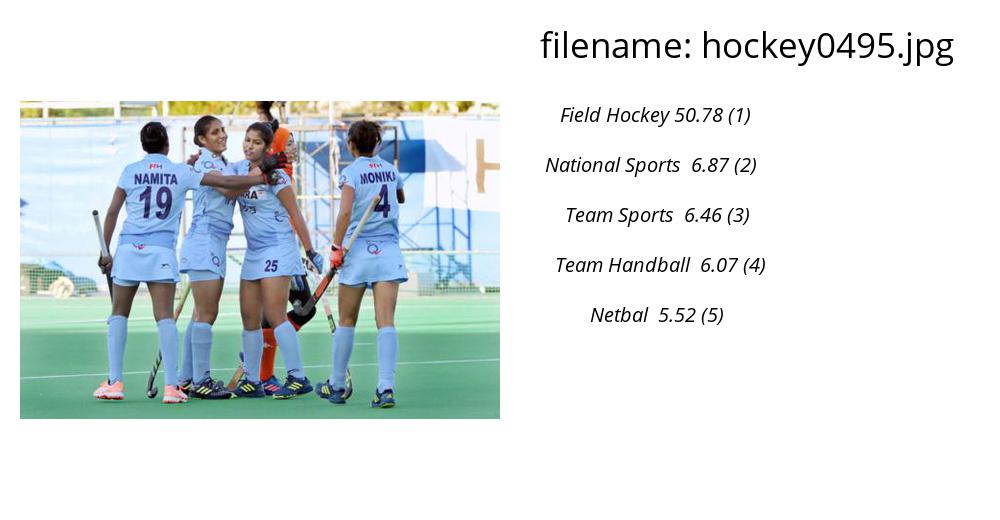 filename: hockey0495.jpg
Field Hockey 50.78 (1)
National Sports 6.87 (2)
Team Sports 6.46 (3)
Team Handball 6.07 (4)
Netbal 5.52 (5)
NAMITA
19
25
MONIKA
4
H